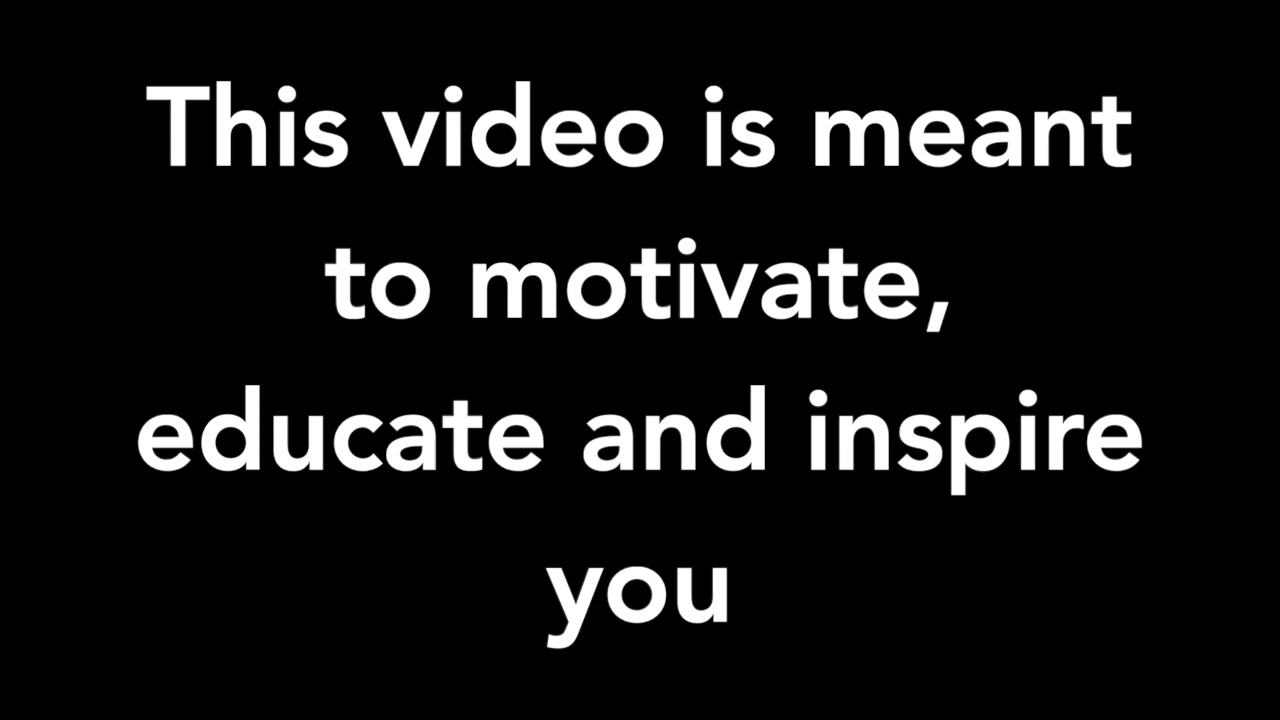 This video is meant
to motivate,
educate and inspire
you